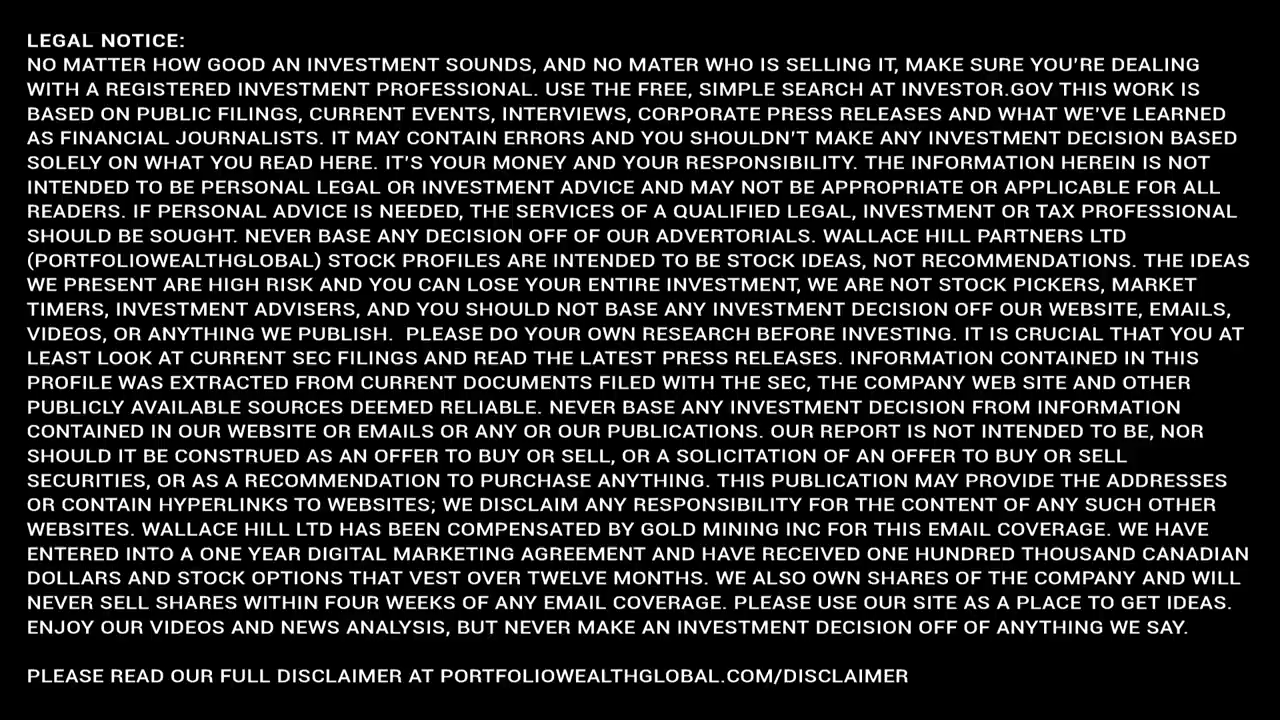 LEGAL NOTICE:
NO MATTER HOW GOOD AN INVESTMENT SOUNDS, AND NO MATER WHO IS SELLING IT, MAKE SURE YOU'RE DEALING
WITH A REGISTERED INVESTMENT PROFESSIONAL. USE THE FREE, SIMPLE SEARCH AT INVESTOR.GOV THIS WORK IS
BASED ON PUBLIC FILINGS, CURRENT EVENTS, INTERVIEWS, CORPORATE PRESS RELEASES AND WHAT WE'VE LEARNED
AS FINANCIAL JOURNALISTS. IT MAY CONTAIN ERRORS AND YOU SHOULDN'T MAKE ANY INVESTMENT DECISION BASED
SOLELY ON WHAT YOU READ HERE. IT'S YOUR MONEY AND YOUR RESPONSIBILITY. THE INFORMATION HEREIN IS NOT
INTENDED TO BE PERSONAL LEGAL OR INVESTMENT ADVICE AND MAY NOT BE APPROPRIATE OR APPLICABLE FOR ALL
READERS. IF PERSONAL ADVICE IS NEEDED, THE SERVICES OF A QUALIFIED LEGAL, INVESTMENT OR TAX PROFESSIONAL
SHOULD BE SOUGHT. NEVER BASE ANY DECISION OFF OF OUR ADVERTORIALS. WALLACE HILL PARTNERS LTD
(PORTFOLIOWEALTHGLOBAL) STOCK PROFILES ARE INTENDED TO BE STOCK IDEAS, NOT RECOMMENDATIONS. THE IDEAS
WE PRESENT ARE HIGH RISK AND YOU CAN LOSE YOUR ENTIRE INVESTMENT, WE ARE NOT STOCK PICKERS, MARKET
TIMERS, INVESTMENT ADVISERS, AND YOU SHOULD NOT BASE ANY INVESTMENT DECISION OFF OUR WEBSITE, EMAILS,
VIDEOS, OR ANYTHING WE PUBLISH.  PLEASE DO YOUR OWN RESEARCH BEFORE INVESTING. IT IS CRUCIAL THAT YOU AT
LEAST LOOK AT CURRENT SEC FILINGS AND READ THE LATEST PRESS RELEASES. INFORMATION CONTAINED IN THIS
PROFILE WAS EXTRACTED FROM CURRENT DOCUMENTS FILED WITH THE SEC, THE COMPANY WEB SITE AND OTHER
PUBLICLY AVAILABLE SOURCES DEEMED RELIABLE. NEVER BASE ANY INVESTMENT DECISION FROM INFORMATION
CONTAINED IN OUR WEBSITE OR EMAILS OR ANY OR OUR PUBLICATIONS. OUR REPORT IS NOT INTENDED TO BE, NOR
SHOULD IT BE CONSTRUED AS AN OFFER TO BUY OR SELL, OR A SOLICITATION OF AN OFFER TO BUY OR SELL
SECURITIES, OR AS A RECOMMENDATION TO PURCHASE ANYTHING. THIS PUBLICATION MAY PROVIDE THE ADDRESSES
OR CONTAIN HYPERLINKS TO WEBSITES; WE DISCLAIM ANY RESPONSIBILITY FOR THE CONTENT OF ANY SUCH OTHER
WEBSITES. WALLACE HILL LTD HAS BEEN COMPENSATED BY GOLD MINING INC FOR THIS EMAIL COVERAGE. WE HAVE
ENTERED INTO A ONE YEAR DIGITAL MARKETING AGREEMENT AND HAVE RECEIVED ONE HUNDRED THOUSAND CANADIAN
DOLLARS AND STOCK OPTIONS THAT VEST OVER TWELVE MONTHS. WE ALSO OWN SHARES OF THE COMPANY AND WILL
NEVER SELL SHARES WITHIN FOUR WEEKS OF ANY EMAIL COVERAGE. PLEASE USE OUR SITE AS A PLACE TO GET IDEAS.
ENJOY OUR VIDEOS AND NEWS ANALYSIS, BUT NEVER MAKE AN INVESTMENT DECISION OFF OF ANYTHING WE SAY.
PLEASE READ OUR FULL DISCLAIMER AT PORTFOLIOWEALTHGLOBAL.COM/DISCLAIMER